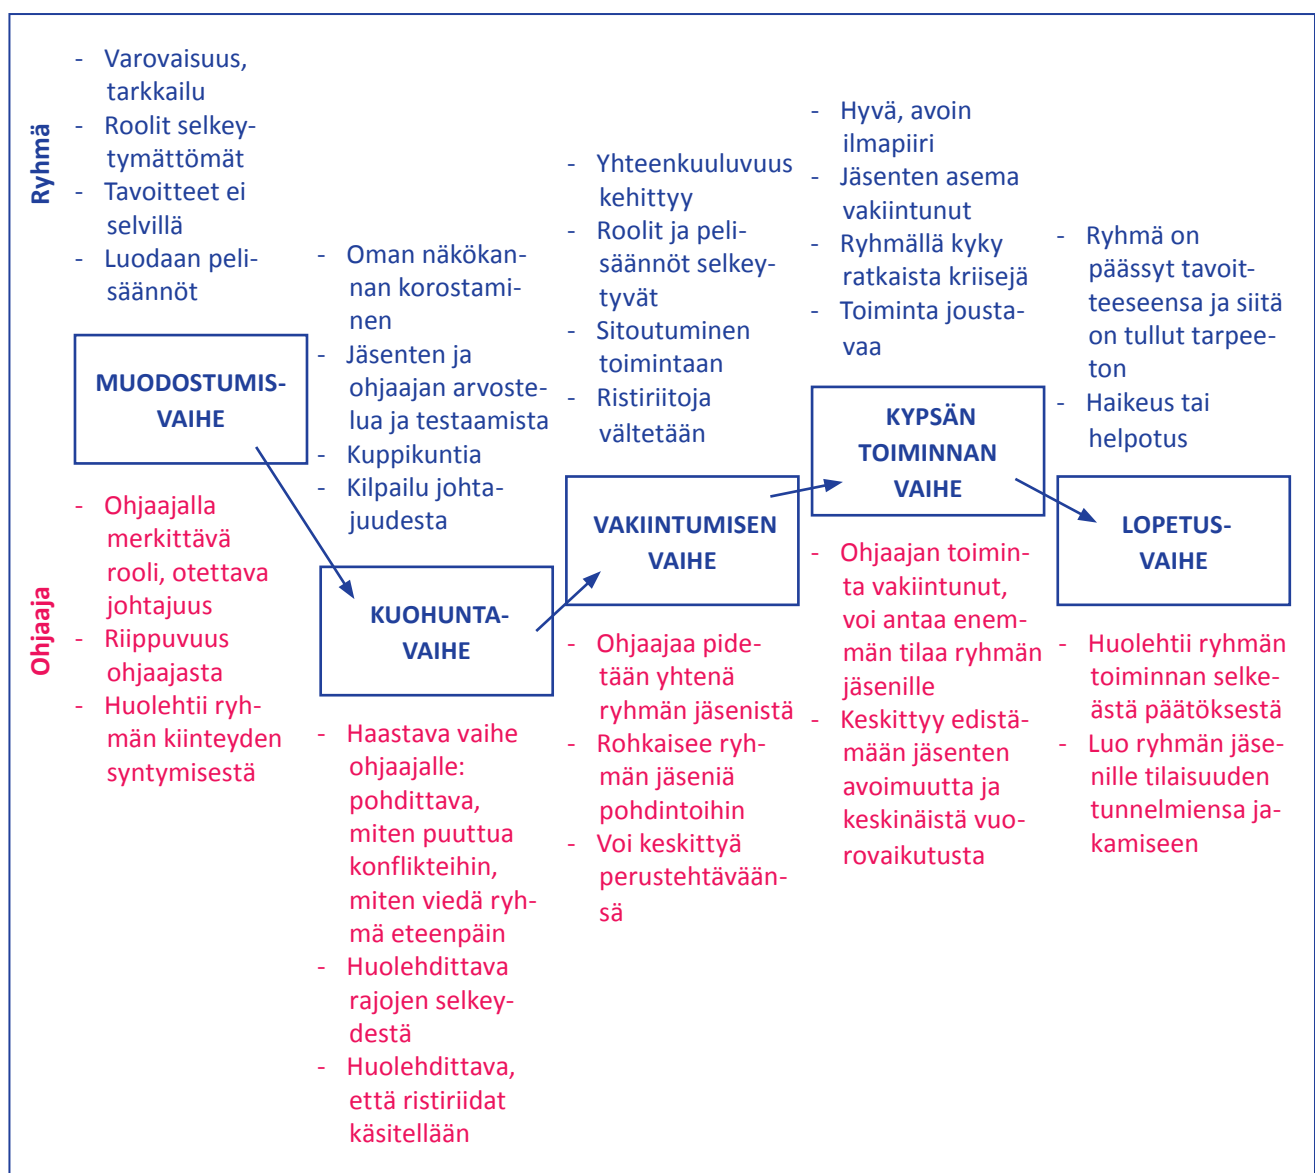 Ryhmä
- Varovaisuus,
tarkkailu
- Roolit selkey-
tymättömät
- Tavoitteet ei
selvillä
- Luodaan peli-
säännöt
MUODOSTUMIS-
VAIHE
Ohjaaja
- Ohjaajalla
merkittävä
rooli, otettava
johtajuus
- Riippuvuus
ohjaajasta
- Huolehtii ryh-
män kiinteyden
syntymisestä
- Oman näkökan-
nan korostami-
nen
- Jäsenten ja
ohjaajan arvoste-
lua ja testaamista
- Kuppikuntia
- Kilpailu johta-
juudesta
KUOHUNTA-
VAIHE
- Haastava vaihe
ohjaajalle:
pohdittava,
miten puuttua
konflikteihin,
miten viedä ryh-
mä eteenpäin
- Huolehdittava
rajojen selkey-
destä
- Huolehdittava,
että ristiriidat
käsitellään
- Yhteenkuuluvuus
kehittyy
- Roolit ja peli-
säännöt selkey-
tyvät
- Sitoutuminen
toimintaan
- Ristiriitoja
vältetään
VAKIINTUMISEN
VAIHE
- Ohjaajaa pide-
tään yhtenä
ryhmän jäsenistä
- Rohkaisee ryh-
män jäseniä
pohdintoihin
- Voi keskittyä
perustehtävään-
sä
- Hyvä, avoin
ilmapiiri
- Jäsenten asema
vakiintunut
- Ryhmällä kyky
ratkaista kriisejä
- Toiminta jousta-
vaa
KYPSÄN
TOIMINNAN
VAIHE
- Ohjaajan toimin-
ta vakiintunut,
voi antaa enem-
män tilaa ryhmän
jäsenille
- Keskittyy edistä-
mään jäsenten
avoimuutta ja
keskinäistä vuo-
rovaikutusta
- Ryhmä on
päässyt tavoit-
teeseensa ja siitä
on tullut tarpee-
ton
- Haikeus tai
helpotus
LOPETUS-
VAIHE
- Huolehtii ryhmän
toiminnan selke-
ästä päätöksestä
- Luo ryhmän jäse-
nille tilaisuuden
tunnelmiensa ja-
kamiseen